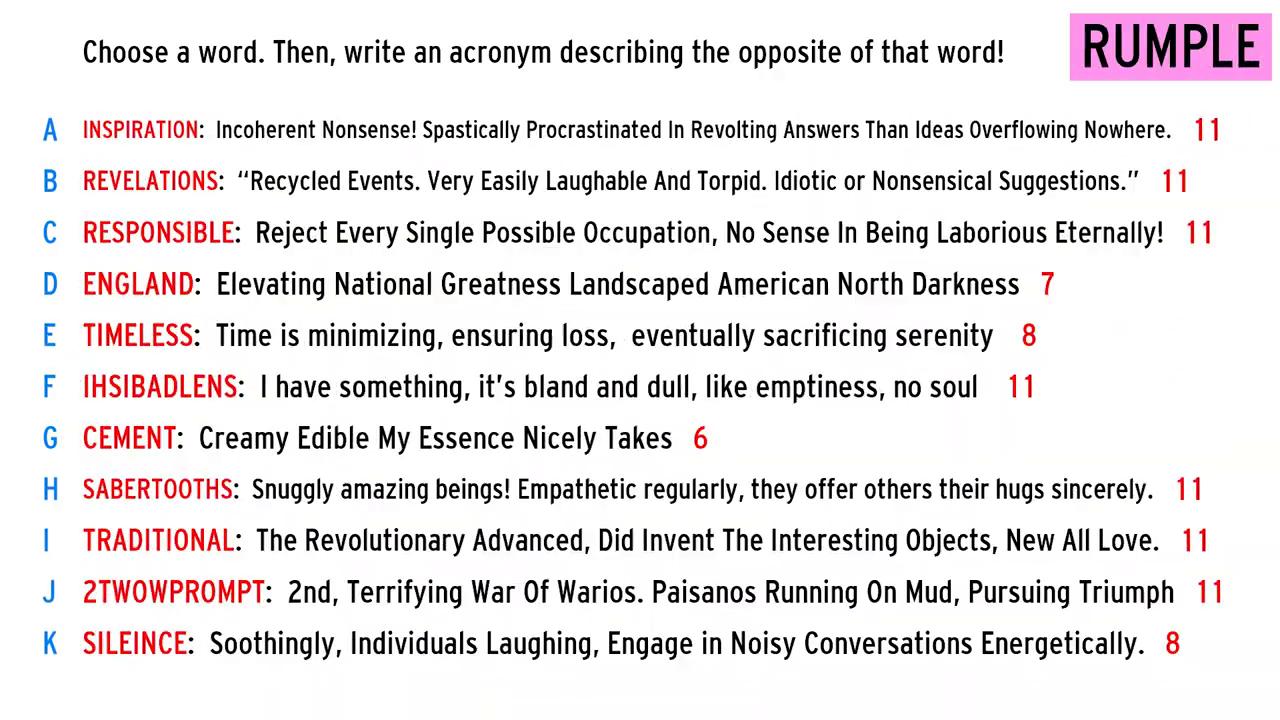 Choose a word. Then, write an acronym describing the opposite of that word!
RUMPLE
A INSPIRATION: Incoherent Nonsense! Spastically Procrastinated In Revolting Answers Than Ideas Overflowing Nowhere. 11
B REVELATIONS: “Recycled Events. Very Easily Laughable And Torpid. Idiotic or Nonsensical Suggestions.” 11
C RESPONSIBLE: Reject Every Single Possible Occupation, No Sense In Being Laborious Eternally! 11
D ENGLAND: Elevating National Greatness Landscaped American North Darkness 7
E TIMELESS: Time is minimizing, ensuring loss, eventually sacrificing serenity 8
F IHSIBADLENS: I have something, it’s bland and dull, like emptiness, no soul 11
G CEMENT: Creamy Edible My Essence Nicely Takes 6
H SABERTOOTHS: Snuggly amazing beings! Empathetic regularly, they offer others their hugs sincerely. 11
I TRADITIONAL: The Revolutionary Advanced, Did Invent The Interesting Objects, New All Love. 11
J 2TWOWPROMPT: 2nd, Terrifying War Of Warios. Paisanos Running On Mud, Pursuing Triumph 11
K SILEINCE: Soothingly, Individuals Laughing, Engage in Noisy Conversations Energetically. 8